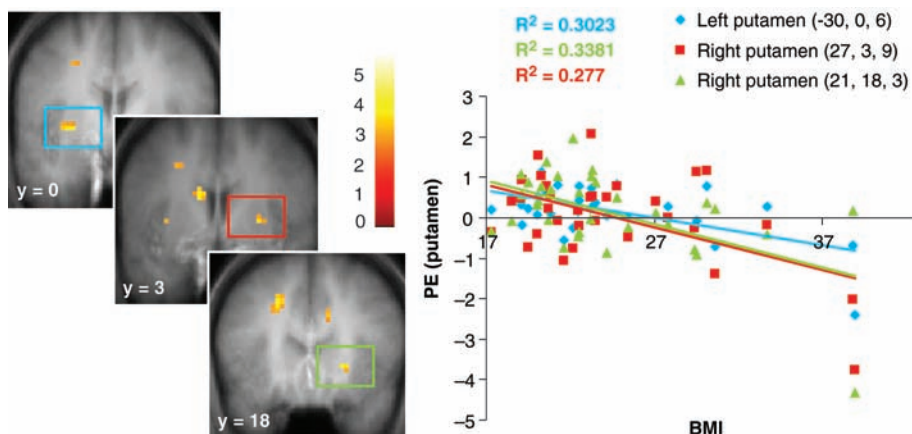 R² = 0.3023
R² = 0.3381
R² = 0.277
Left putamen (-30, 0, 6)
Right putamen (27, 3, 9)
Right putamen (21, 18, 3)
y = 0
y = 3
y = 18
5
4
3
2
1
0
PE (putamen)
3
2
1
0
−1
−2
−3
−4
−5
17
27
37
BMI